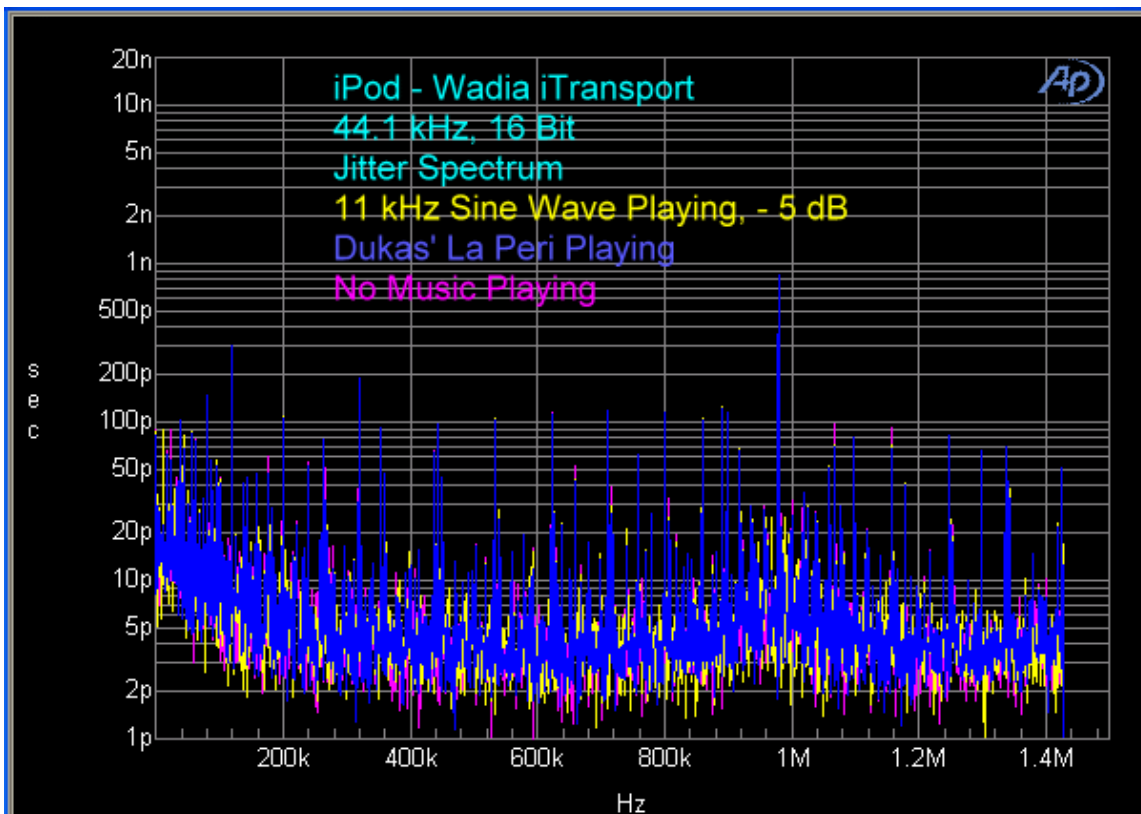 20n
10n
5n
2n
1n
500p
200p
100p
50p
20p
10p
5p
2p
1p
sec
iPod - Wadia iTransport
44.1 kHz, 16 Bit
Jitter Spectrum
11 kHz Sine Wave Playing, - 5 dB
Dukas' La Peri Playing
No Music Playing
Ap
200k 400k 600k 800k 1M 1.2M 1.4M
Hz